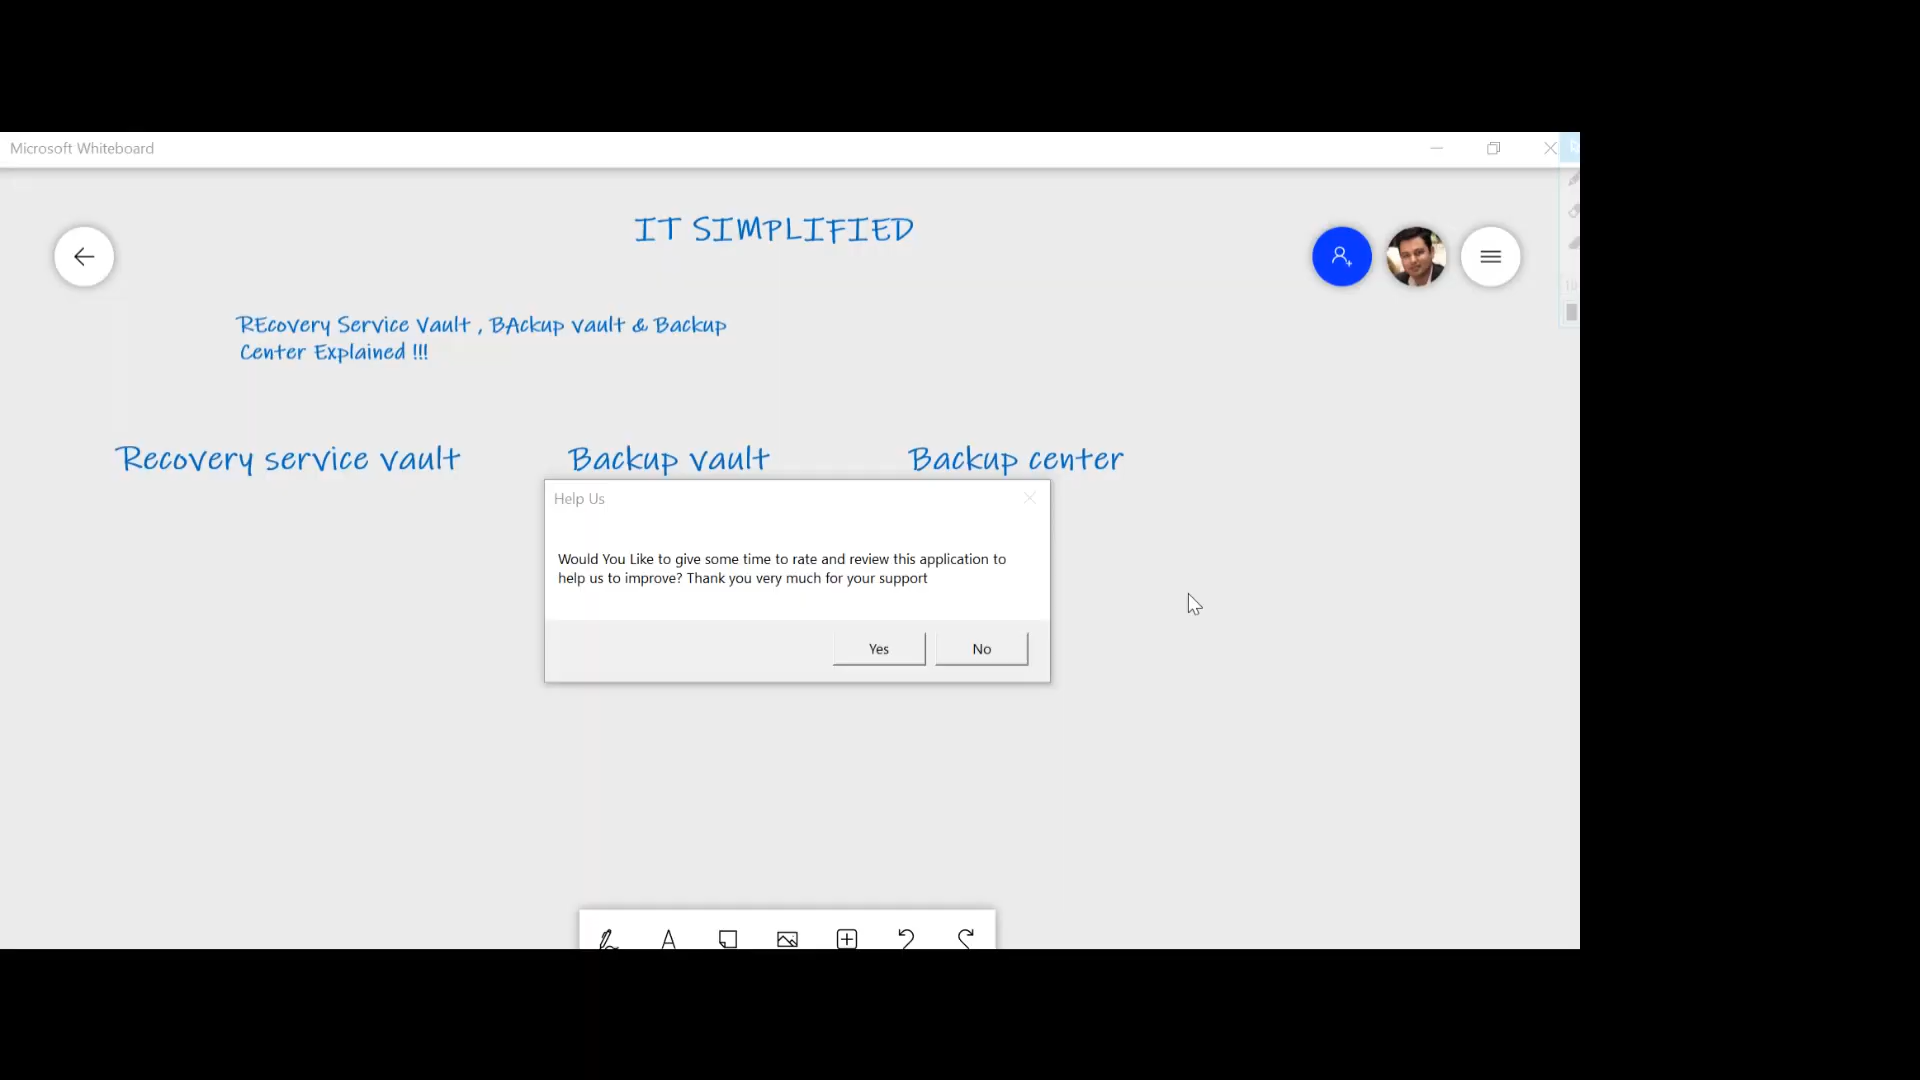 Microsoft Whiteboard
IT SIMPLIFIED
REcovery Service Vault , BAckup vault & Backup
Center Explained !!!
Recovery service vault Backup vault Backup center
Help Us
Would You Like to give some time to rate and review this application to
help us to improve? Thank you very much for your support
Yes No